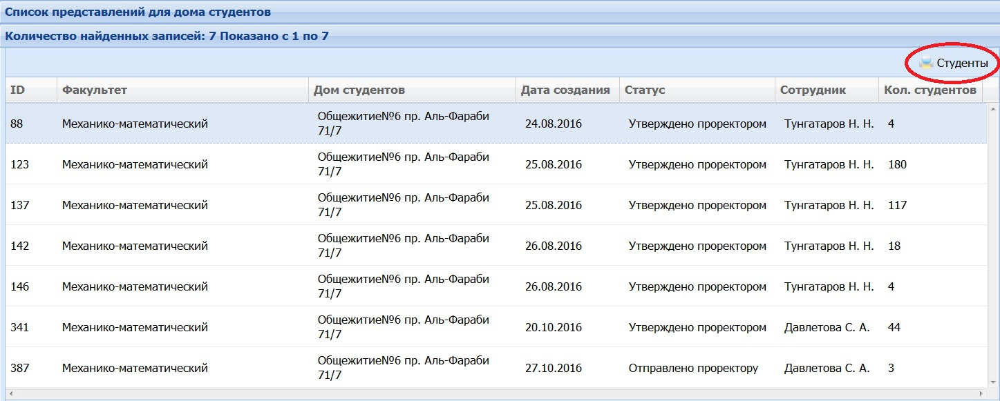 Список представлений для дома студентов
Количество найденных записей: 7 Показано с 1 по 7
Студенты
ID Факультет Дом студентов Дата создания Статус Сотрудник Кол. студентов
Общежитие№6 пр. Аль-Фараби
88 Механико-математический 24.08.2016 Утверждено проректором Тунгатаров Н. Н. 4
71/7
Общежитие№6 пр. Аль-Фараби
123 Механико-математический 25.08.2016 Утверждено проректором Тунгатаров Н. Н. 180
71/7
Общежитие№6 пр. Аль-Фараби
137 Механико-математический 25.08.2016 Утверждено проректором Тунгатаров Н. Н. 117
71/7
Общежитие№6 пр. Аль-Фараби
142 Механико-математический 26.08.2016 Утверждено проректором Тунгатаров Н. Н. 18
71/7
Общежитие№6 пр. Аль-Фараби
146 Механико-математический 26.08.2016 Утверждено проректором Тунгатаров Н. Н. 4
71/7
Общежитие№6 пр. Аль-Фараби
341 Механико-математический 20.10.2016 Утверждено проректором Давлетова С. А. 44
71/7
Общежитие№6 пр. Аль-Фараби
387 Механико-математический 27.10.2016 Отправлено проректору Давлетова С. А. 3
71/7